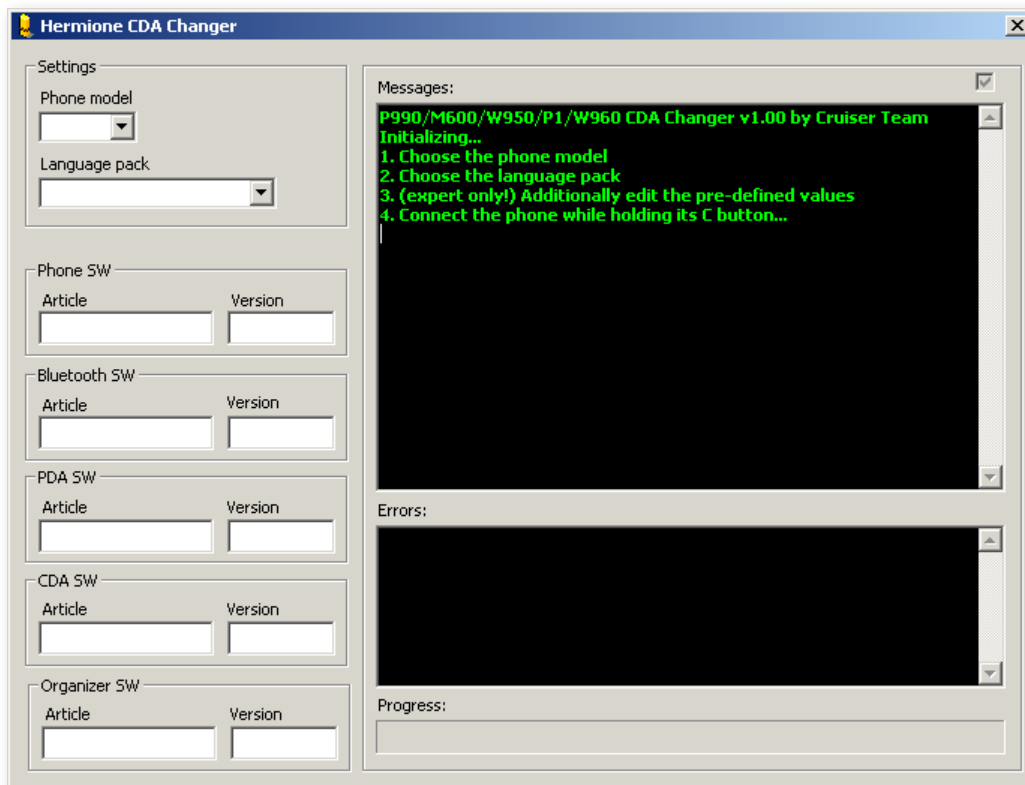 Hermione CDA Changer
Settings
Phone model
Language pack
Phone SW
Article Version
Bluetooth SW
Article Version
PDA SW
Article Version
CDA SW
Article Version
Organizer SW
Article Version
Messages:
P990/M600/W950/P1/W960 CDA Changer v1.00 by Cruiser Team
Initializing...
1. Choose the phone model
2. Choose the language pack
3. (expert only!) Additionally edit the pre-defined values
4. Connect the phone while holding its C button...
Errors:
Progress: